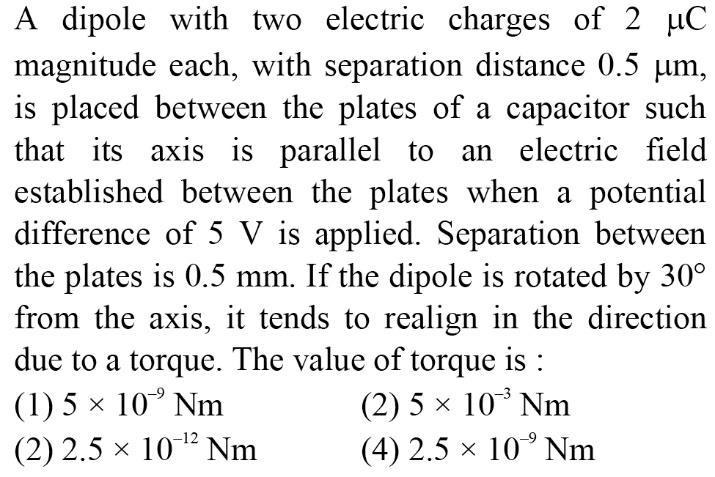 A dipole with two electric charges of 2 μC
magnitude each, with separation distance 0.5 μm,
is placed between the plates of a capacitor such
that its axis is parallel to an electric field
established between the plates when a potential
difference of 5 V is applied. Separation between
the plates is 0.5 mm. If the dipole is rotated by 30°
from the axis, it tends to realign in the direction
due to a torque. The value of torque is :
(1) 5 × 10⁻⁹ Nm (2) 5 × 10⁻³ Nm
(2) 2.5 × 10⁻¹² Nm (4) 2.5 × 10⁻⁹ Nm